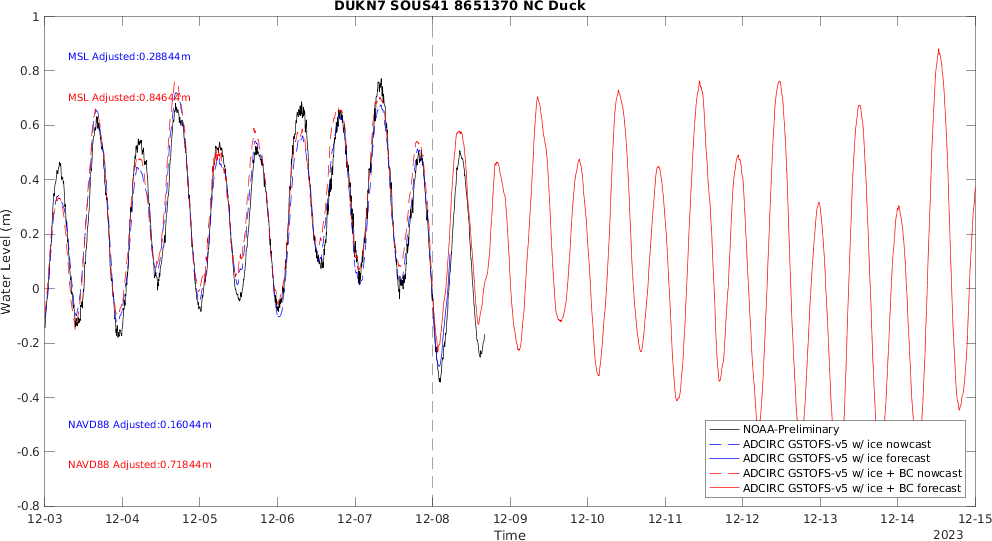 DUKN7 SOUS41 8651370 NC Duck
1
0.8
0.6
0.4
0.2
0
-0.2
-0.4
-0.6
-0.8
Water Level (m)
MSL Adjusted:0.28844m
MSL Adjusted:0.84644m
NAVD88 Adjusted:0.16044m
NAVD88 Adjusted:0.71844m
NOAA-Preliminary
ADCIRC GSTOFS-v5 w/ ice nowcast
ADCIRC GSTOFS-v5 w/ ice forecast
ADCIRC GSTOFS-v5 w/ ice + BC nowcast
ADCIRC GSTOFS-v5 w/ ice + BC forecast
12-03 12-04 12-05 12-06 12-07 12-08 12-09 12-10 12-11 12-12 12-13 12-14 12-15
Time
2023